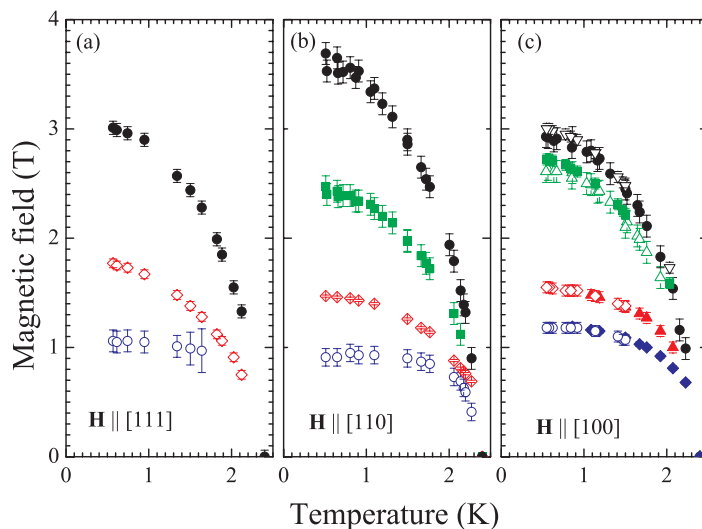 (a) (b) (c)
4
3
2
1
0
Magnetic field (T)
H || [111] H || [110] H || [100]
0 1 2 0 1 2 0 1 2
Temperature (K)